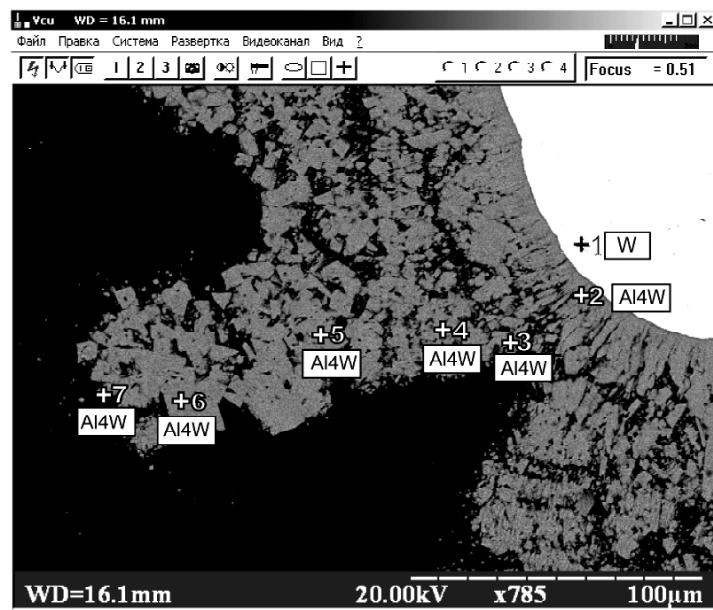 Vcu WD = 16.1 mm
Файл Правка Система Развертка Видеоканал Вид ?
1 2 3 1 2 3 4 Focus = 0.51
+1 W
+2 Al4W
+5 +4 +3
Al4W Al4W Al4W
+7 +6
Al4W Al4W
WD=16.1mm 20.00kV x785 100µm